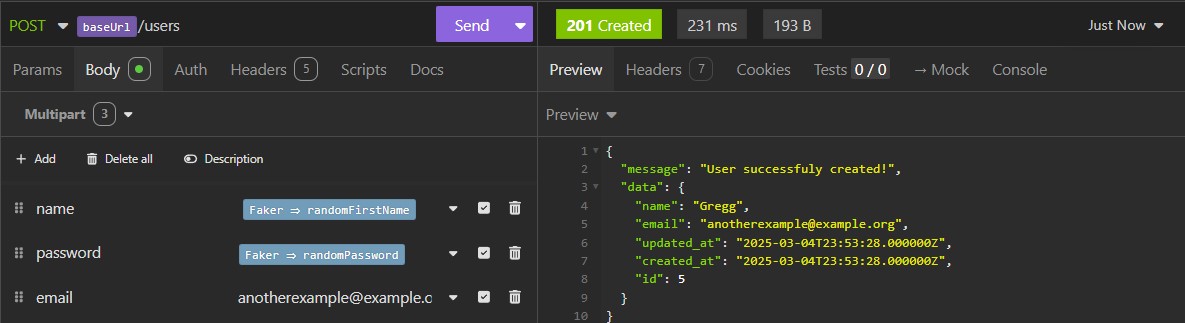 POST baseUrl /users Send 201 Created 231 ms 193 B Just Now
Params Body Auth Headers 5 Scripts Docs Preview Headers 7 Cookies Tests 0 / 0 → Mock Console
Multipart 3 Preview
+ Add Delete all Description
name Faker ⇒ randomFirstName
password Faker ⇒ randomPassword
email anotherexample@example.o
1 {
2 "message": "User successfuly created!",
3 "data": {
4 "name": "Gregg",
5 "email": "anotherexample@example.org",
6 "updated_at": "2025-03-04T23:53:28.000000Z",
7 "created_at": "2025-03-04T23:53:28.000000Z",
8 "id": 5
9 }
10 }